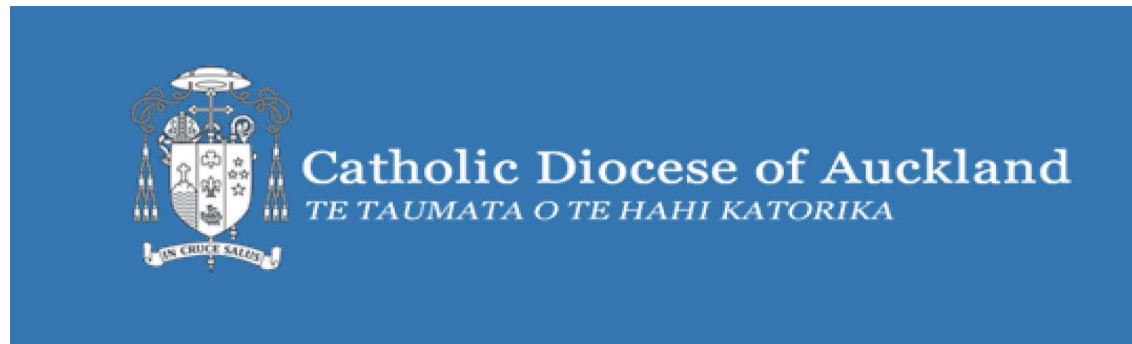 Catholic Diocese of Auckland
TE TAUMATA O TE HAHI KATORIKA
IN CRUCE SALUS